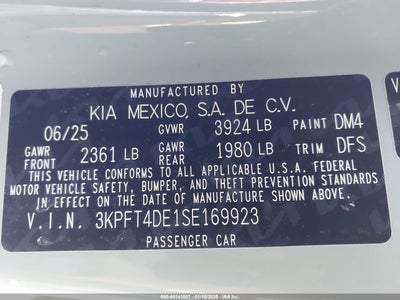 MANUFACTURED BY
KIA MEXICO, S.A. DE C.V.
06/25 GVWR 3924 LB PAINT DM4
GAWR FRONT 2361 LB GAWR REAR 1980 LB TRIM DFS
THIS VEHICLE CONFORMS TO ALL APPLICABLE U.S.A. FEDERAL
MOTOR VEHICLE SAFETY, BUMPER, AND THEFT PREVENTION
STANDARDS IN EFFECT ON THE DATE OF MANUFACTURE SHOWN ABOVE.
V.I.N. 3KPFT4DE1SE169923
PASSENGER CAR